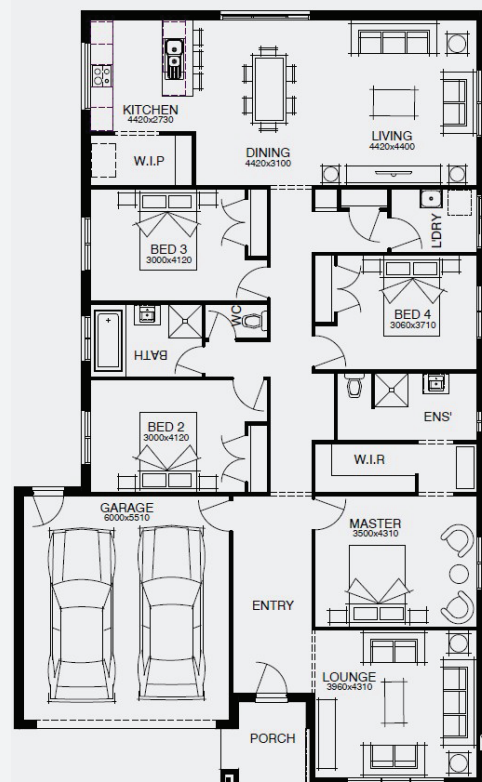 KITCHEN
4420x2730
DINING
4420x3100
LIVING
4420x4400
W.I.P
BED 3
3000x4120
L'DRY
BED 4
3060x3710
WC
BATH
ENS'
BED 2
3000x4120
W.I.R
GARAGE
6000x5510
MASTER
3500x4310
ENTRY
LOUNGE
3960x4310
PORCH